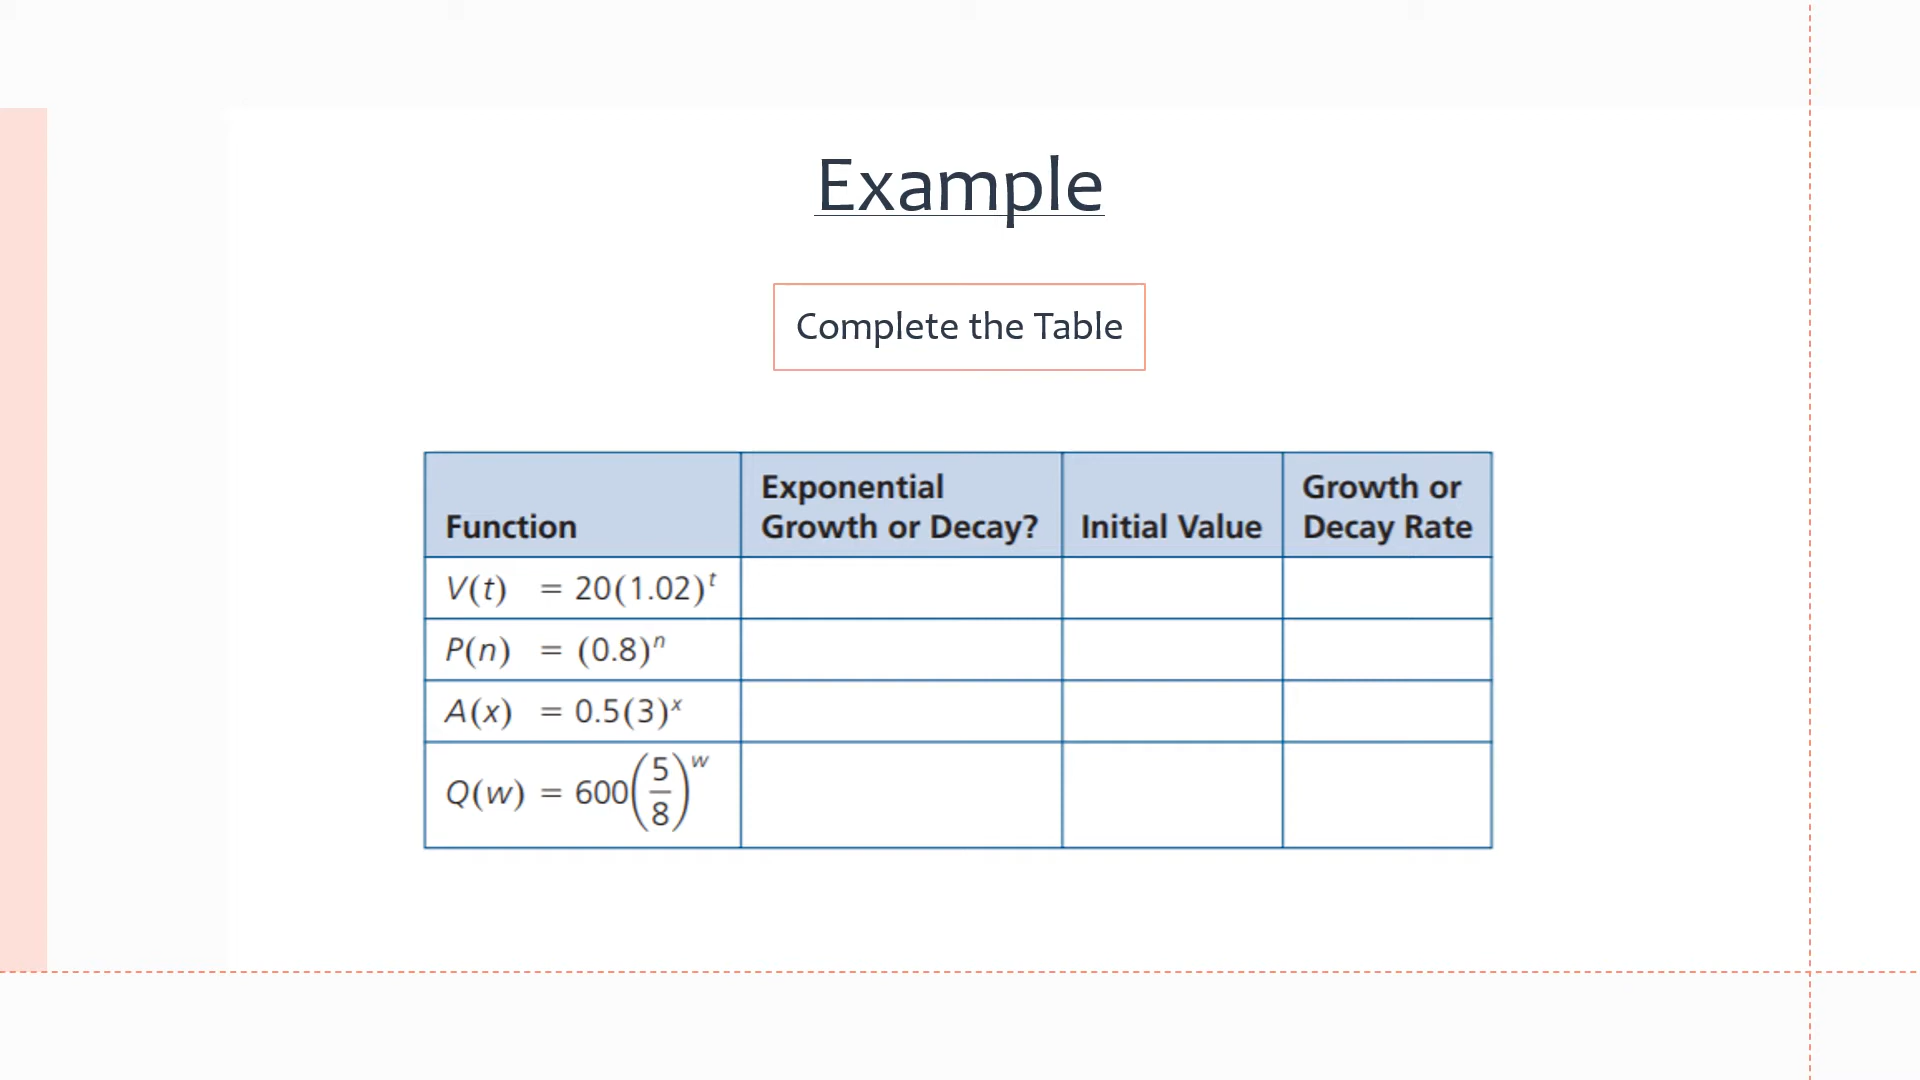 Example
Complete the Table
Function
Exponential
Growth or Decay?
Initial Value
Growth or
Decay Rate
V(t) = 20(1.02)^t
P(n) = (0.8)^n
A(x) = 0.5(3)^x
Q(w) = 600(5/8)^w